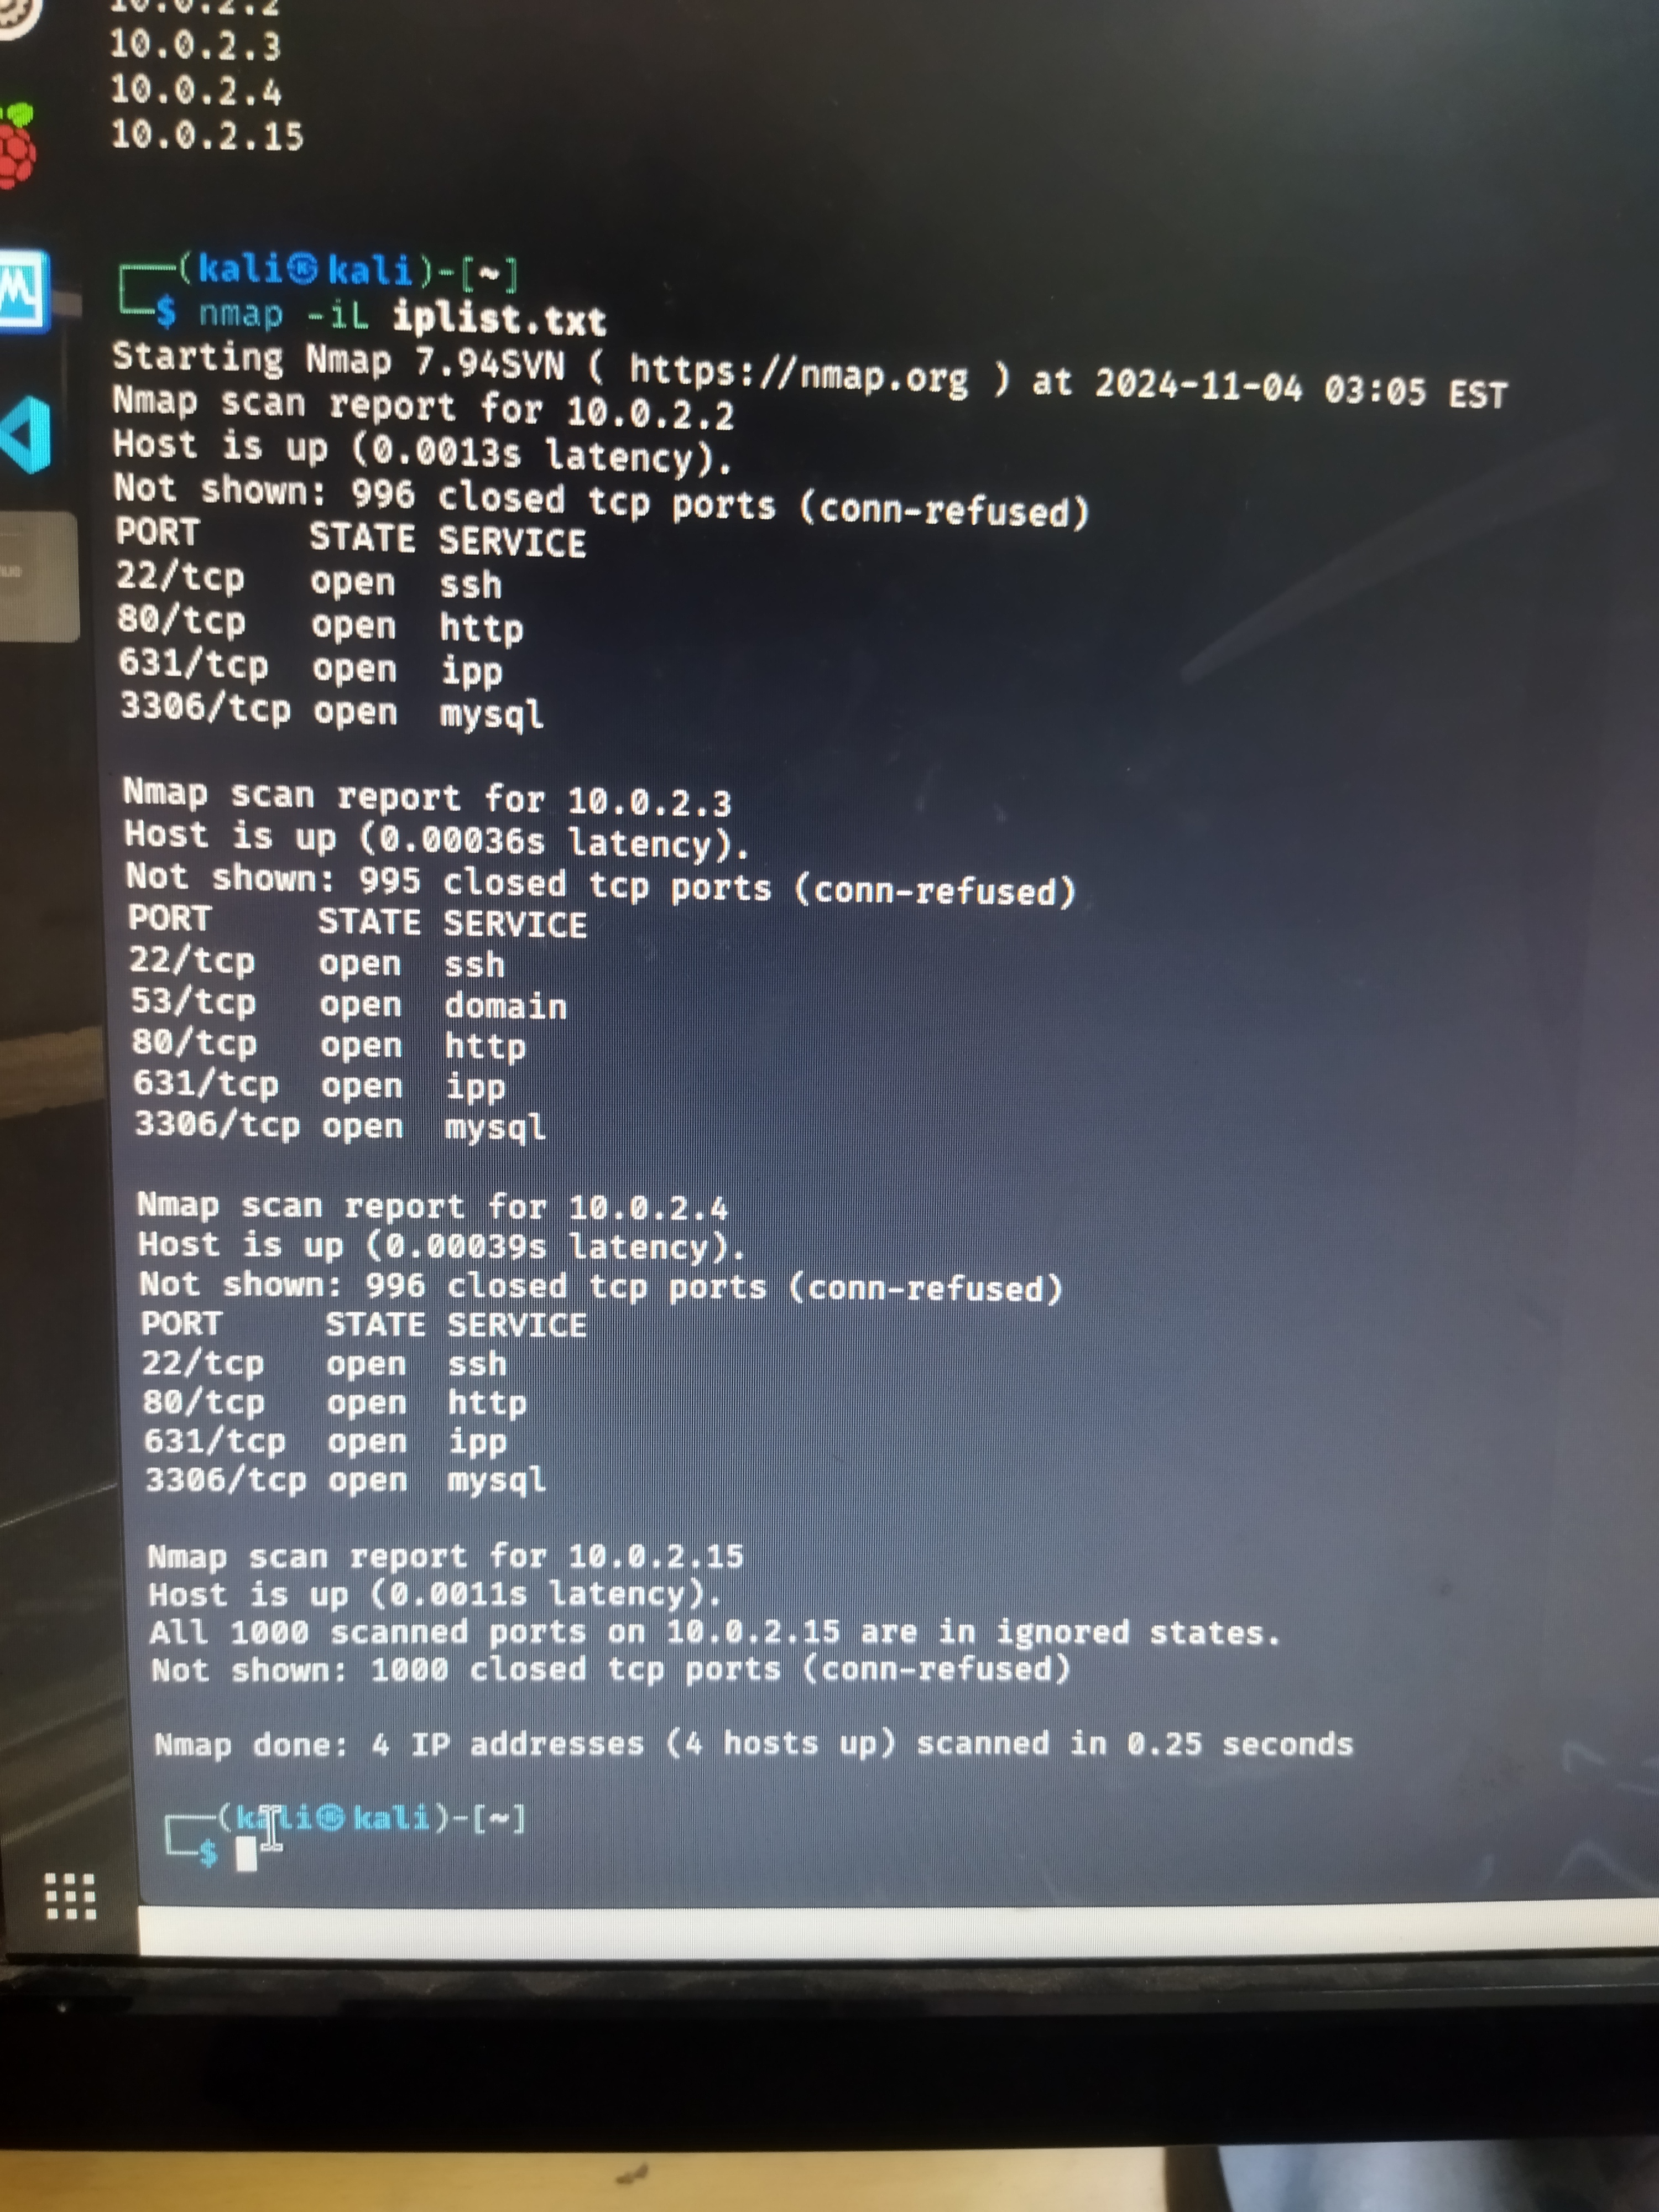 10.0.2.2
10.0.2.3
10.0.2.4
10.0.2.15
┌──(kali㉿kali)-[~]
└─$ nmap -iL iplist.txt
Starting Nmap 7.94SVN ( https://nmap.org ) at 2024-11-04 03:05 EST
Nmap scan report for 10.0.2.2
Host is up (0.0013s latency).
Not shown: 996 closed tcp ports (conn-refused)
PORT     STATE SERVICE
22/tcp   open  ssh
80/tcp   open  http
631/tcp  open  ipp
3306/tcp open  mysql
Nmap scan report for 10.0.2.3
Host is up (0.00036s latency).
Not shown: 995 closed tcp ports (conn-refused)
PORT     STATE SERVICE
22/tcp   open  ssh
53/tcp   open  domain
80/tcp   open  http
631/tcp  open  ipp
3306/tcp open  mysql
Nmap scan report for 10.0.2.4
Host is up (0.00039s latency).
Not shown: 996 closed tcp ports (conn-refused)
PORT     STATE SERVICE
22/tcp   open  ssh
80/tcp   open  http
631/tcp  open  ipp
3306/tcp open  mysql
Nmap scan report for 10.0.2.15
Host is up (0.0011s latency).
All 1000 scanned ports on 10.0.2.15 are in ignored states.
Not shown: 1000 closed tcp ports (conn-refused)
Nmap done: 4 IP addresses (4 hosts up) scanned in 0.25 seconds
┌──(kali㉿kali)-[~]
└─$